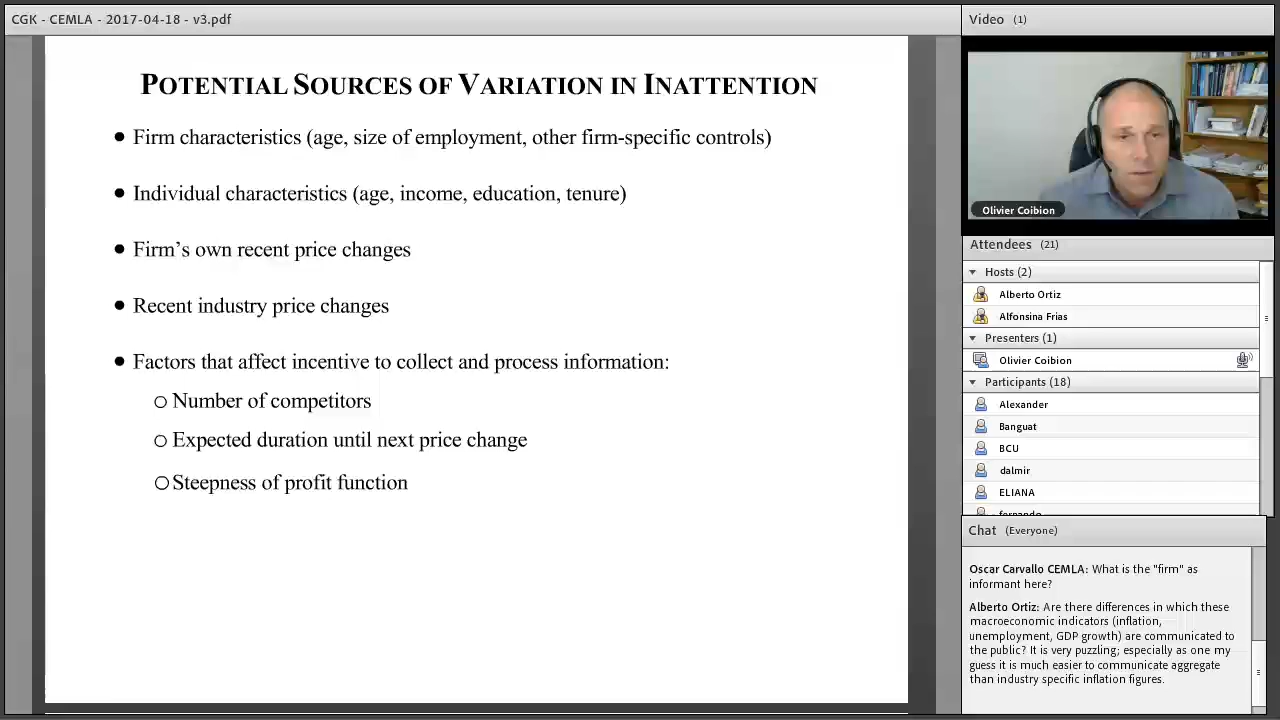 CGK - CEMLA - 2017-04-18 - v3.pdf
POTENTIAL SOURCES OF VARIATION IN INATTENTION
● Firm characteristics (age, size of employment, other firm-specific controls)
● Individual characteristics (age, income, education, tenure)
● Firm's own recent price changes
● Recent industry price changes
● Factors that affect incentive to collect and process information:
○ Number of competitors
○ Expected duration until next price change
○ Steepness of profit function
Video (1)
Olivier Coibion
Attendees (21)
Hosts (2)
Alberto Ortiz
Alfonsina Frias
Presenters (1)
Olivier Coibion
Participants (18)
Alexander
Banguat
BCU
dalmir
ELIANA
fernando
Chat (Everyone)
Oscar Carvallo CEMLA: What is the "firm" as
informant here?
Alberto Ortiz: Are there differences in which these
macroeconomic indicators (inflation,
unemployment, GDP growth) are communicated to
the public? It is very puzzling; especially as one my
guess it is much easier to communicate aggregate
than industry specific inflation figures.